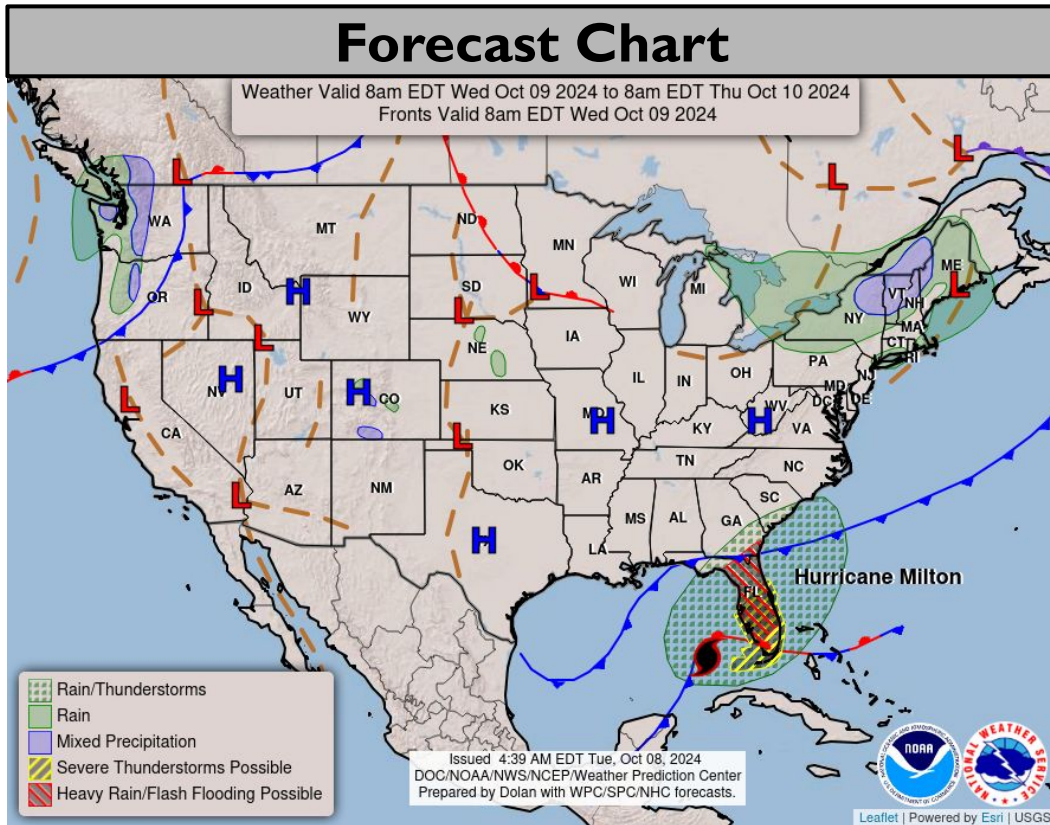 Forecast Chart
Weather Valid 8am EDT Wed Oct 09 2024 to 8am EDT Thu Oct 10 2024
Fronts Valid 8am EDT Wed Oct 09 2024
L
L
L
WA
MT
ND
MN
ME
OR
ID
H
WY
SD
L
WI
MI
VT
NH
L
L
L
L
NE
IA
NY
MA
CT
RI
PA
NJ
L
NV
H
UT
H
CO
KS
IL
IN
OH
MD
DC
DE
WV
CA
L
MO
H
KY
H
VA
L
AZ
NM
OK
AR
TN
NC
SC
H
LA
MS
AL
GA
FL
Hurricane Milton
Rain/Thunderstorms
Rain
Mixed Precipitation
Severe Thunderstorms Possible
Heavy Rain/Flash Flooding Possible
Issued 4:39 AM EDT Tue, Oct 08, 2024
DOC/NOAA/NWS/NCEP/Weather Prediction Center
Prepared by Dolan with WPC/SPC/NHC forecasts.
NOAA
NATIONAL WEATHER SERVICE
Leaflet | Powered by Esri | USGS